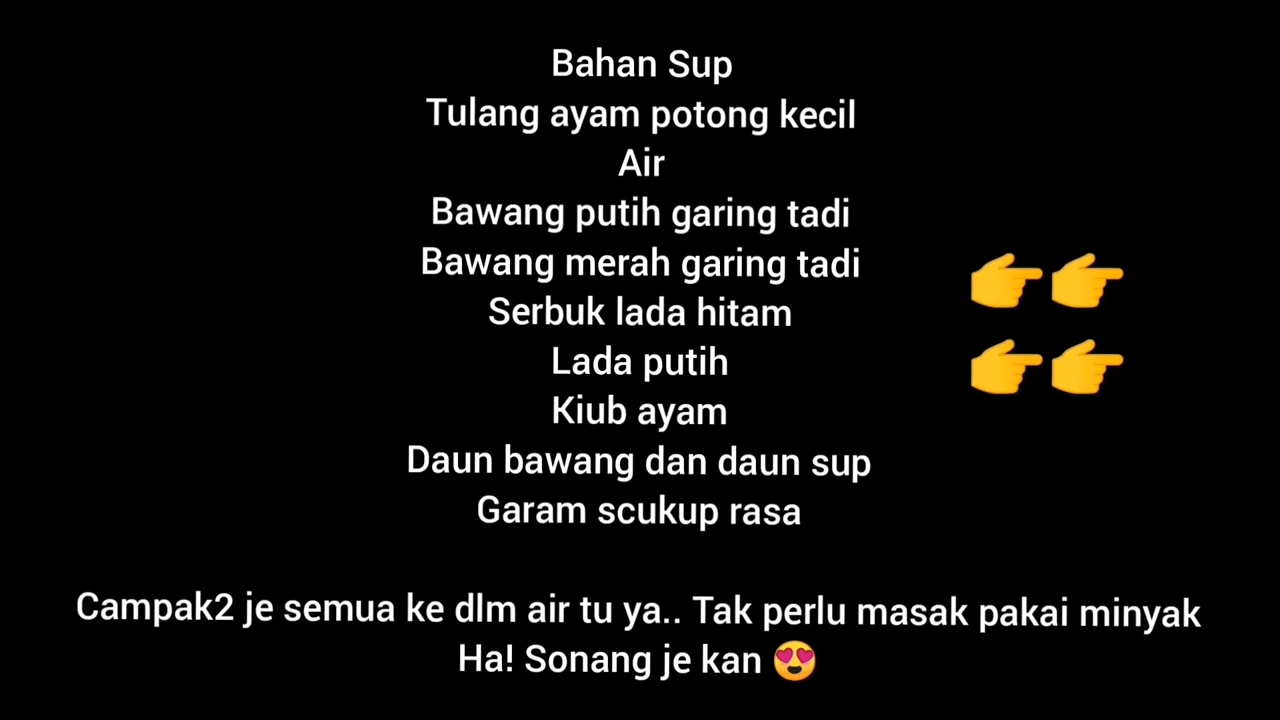 Bahan Sup
Tulang ayam potong kecil
Air
Bawang putih garing tadi
Bawang merah garing tadi
Serbuk lada hitam
Lada putih
Kiub ayam
Daun bawang dan daun sup
Garam scukup rasa
Campak2 je semua ke dlm air tu ya.. Tak perlu masak pakai minyak
Ha! Sonang je kan 😍